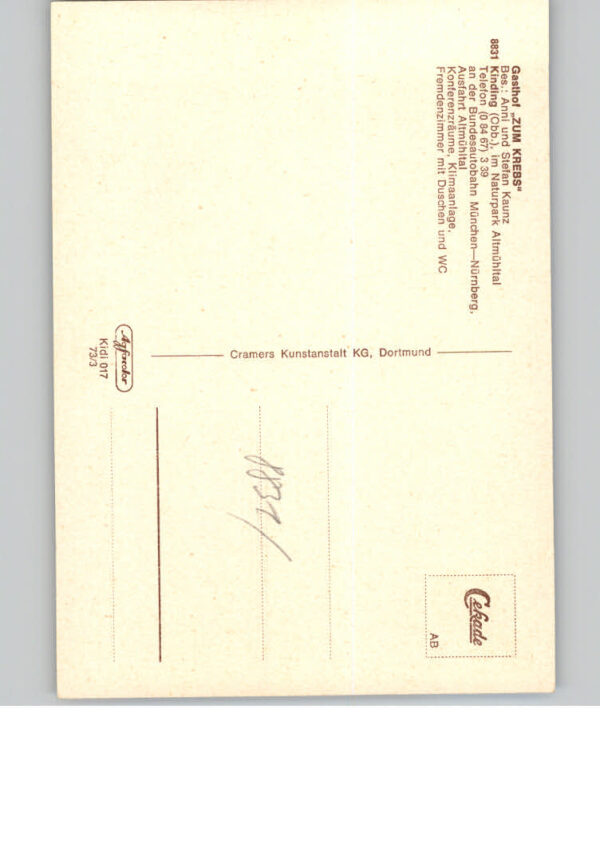 Gasthof „ZUM KREBS"
Bes.: Anni und Stefan Kaunz
8831 Kinding (Obb.), im Naturpark Altmühltal
Telefon (0 84 67) 3 39
an der Bundesautobahn München—Nürnberg,
Ausfahrt Altmühltal
Konferenzräume, Klimaanlage,
Fremdenzimmer mit Duschen und WC
Cramers Kunstanstalt KG, Dortmund
Agfacolor
Kidi 017
73/3
8831/
Cekade
AB